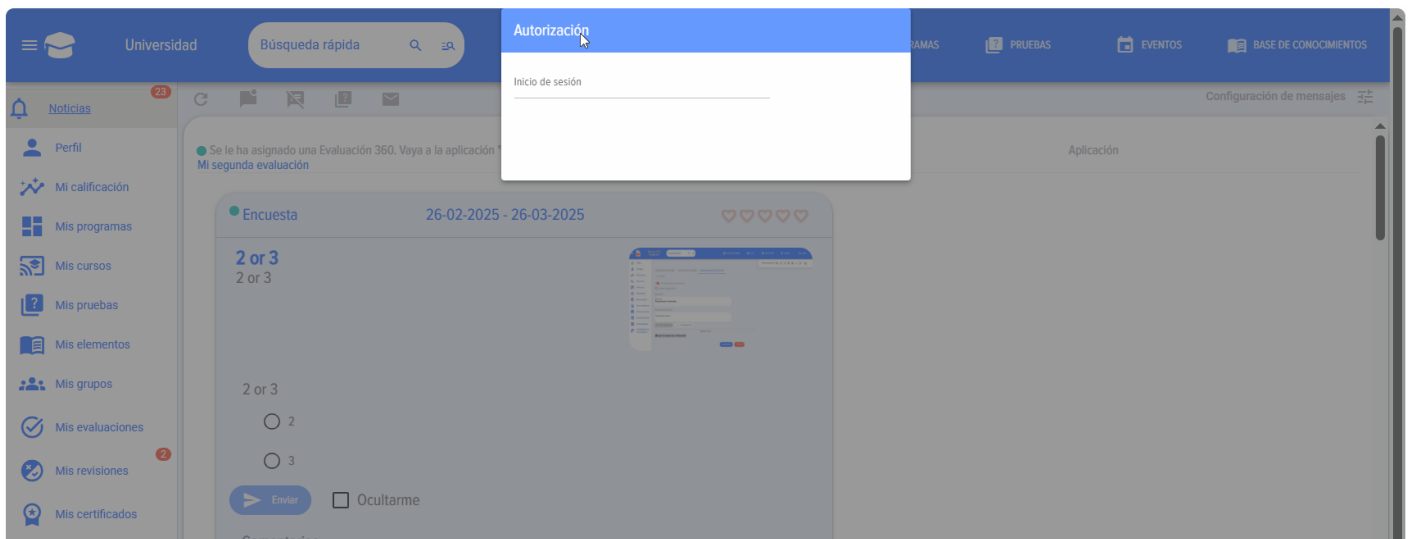 Universidad
Búsqueda rápida
Autorización
RAMAS
PRUEBAS
EVENTOS
BASE DE CONOCIMIENTOS
Inicio de sesión
23
Noticias
Configuración de mensajes
Perfil
Se le ha asignado una Evaluación 360. Vaya a la aplicación "
Mi segunda evaluación
Aplicación
Mi calificación
Encuesta
26-02-2025 - 26-03-2025
Mis programas
2 or 3
2 or 3
Mis cursos
Mis pruebas
Mis elementos
Mis grupos
2 or 3
2
Mis evaluaciones
3
2
Mis revisiones
Enviar
Ocultarme
Mis certificados